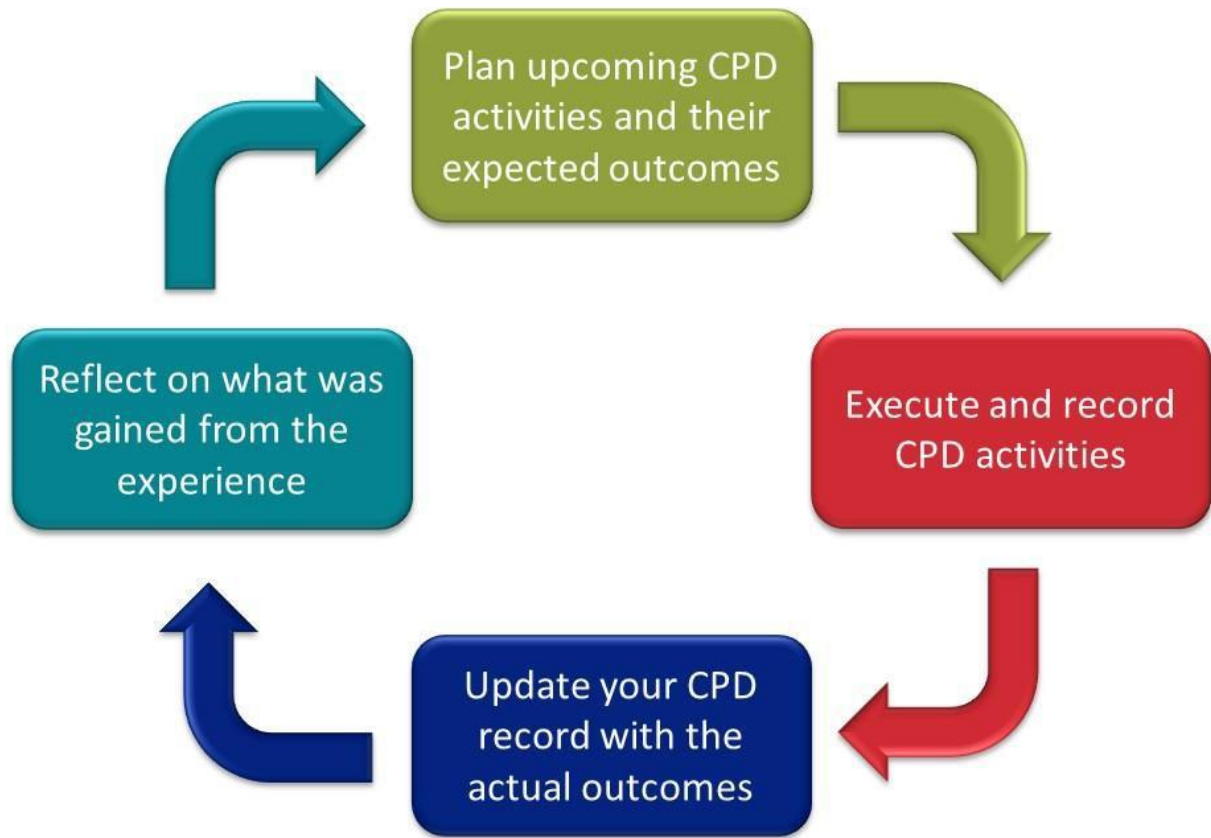 Plan upcoming CPD
activities and their
expected outcomes
Execute and record
CPD activities
Update your CPD
record with the
actual outcomes
Reflect on what was
gained from the
experience